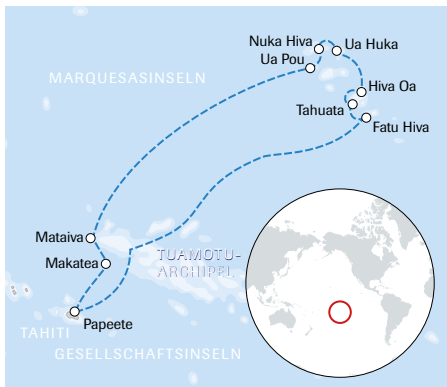 Nuka Hiva
Ua Huka
Ua Pou
MARQUESASINSELN
Hiva Oa
Tahuata
Fatu Hiva
Mataiva
TUAMOTU-
ARCHIPEL
Makatea
Papeete
TAHITI
GESELLSCHAFTSINSELN